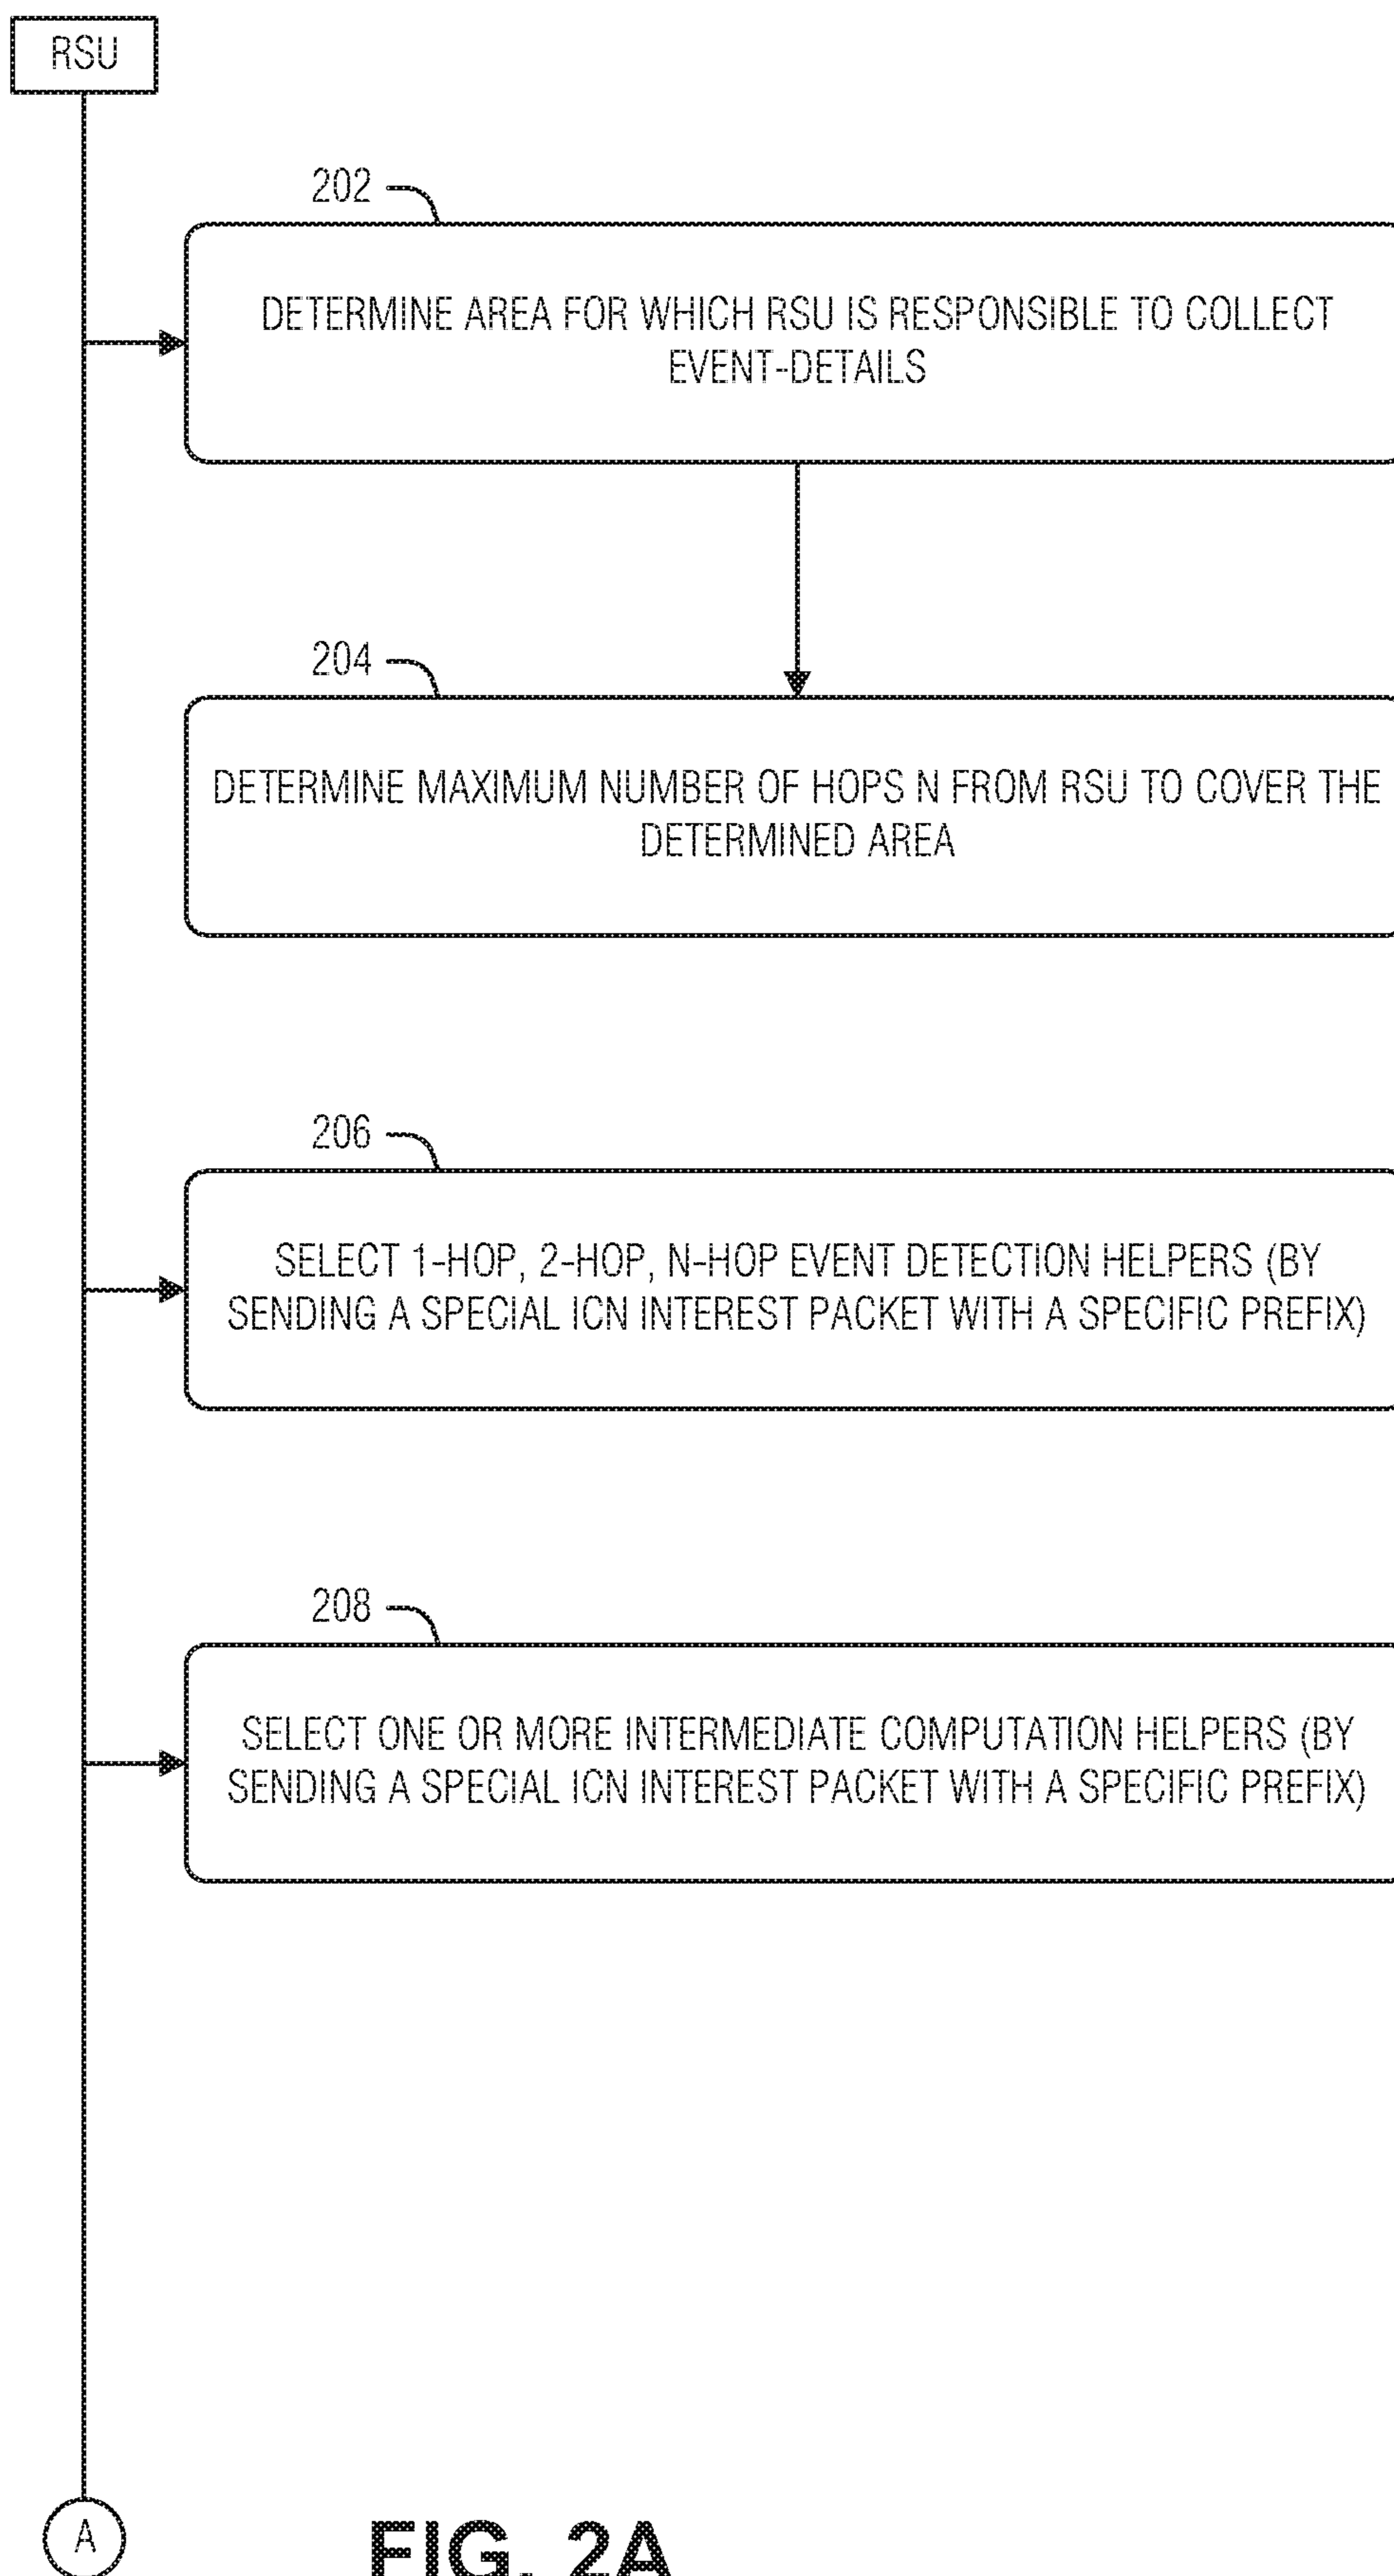 RSU
202
DETERMINE AREA FOR WHICH RSU IS RESPONSIBLE TO COLLECT
EVENT-DETAILS
204
DETERMINE MAXIMUM NUMBER OF HOPS N FROM RSU TO COVER THE
DETERMINED AREA
206
SELECT 1-HOP, 2-HOP, N-HOP EVENT DETECTION HELPERS (BY
SENDING A SPECIAL ICN INTEREST PACKET WITH A SPECIFIC PREFIX)
208
SELECT ONE OR MORE INTERMEDIATE COMPUTATION HELPERS (BY
SENDING A SPECIAL ICN INTEREST PACKET WITH A SPECIFIC PREFIX)
A
FIG. 2A